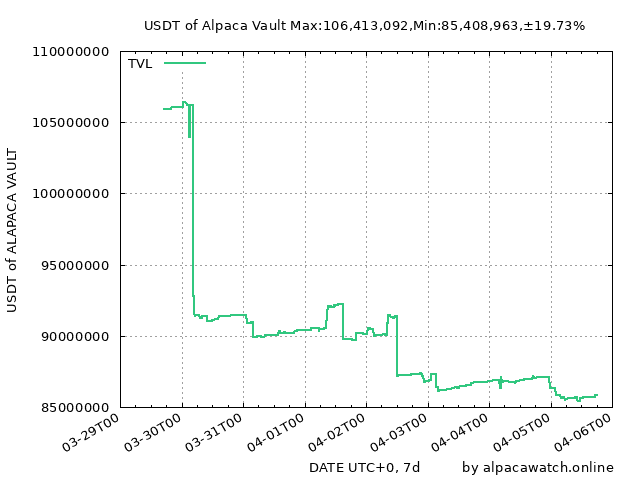 USDT of Alpaca Vault Max:106,413,092,Min:85,408,963,±19.73%
TVL
110000000
105000000
100000000
95000000
90000000
85000000
USDT of ALAPACA VAULT
03-29T00
03-30T00
03-31T00
04-01T00
04-02T00
04-03T00
04-04T00
04-05T00
04-06T00
DATE UTC+0, 7d
by alpacawatch.online